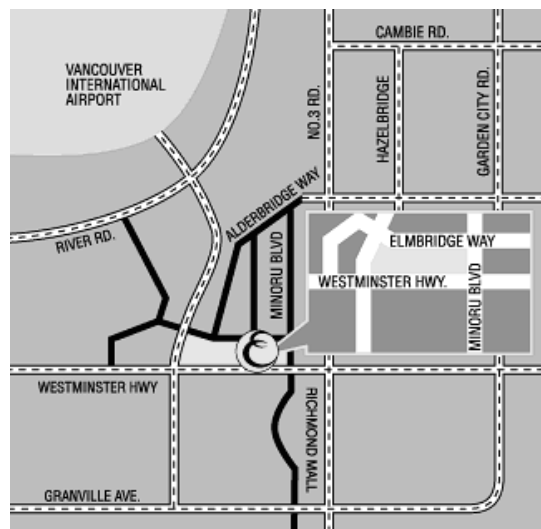 CAMBIE RD.
VANCOUVER
INTERNATIONAL
AIRPORT
NO.3 RD.
HAZELBRIDGE
GARDEN CITY RD.
ALDERBRIDGE WAY
RIVER RD.
MINORU BLVD
ELMBRIDGE WAY
WESTMINSTER HWY.
MINORU BLVD
WESTMINSTER HWY
RICHMOND MALL
GRANVILLE AVE.